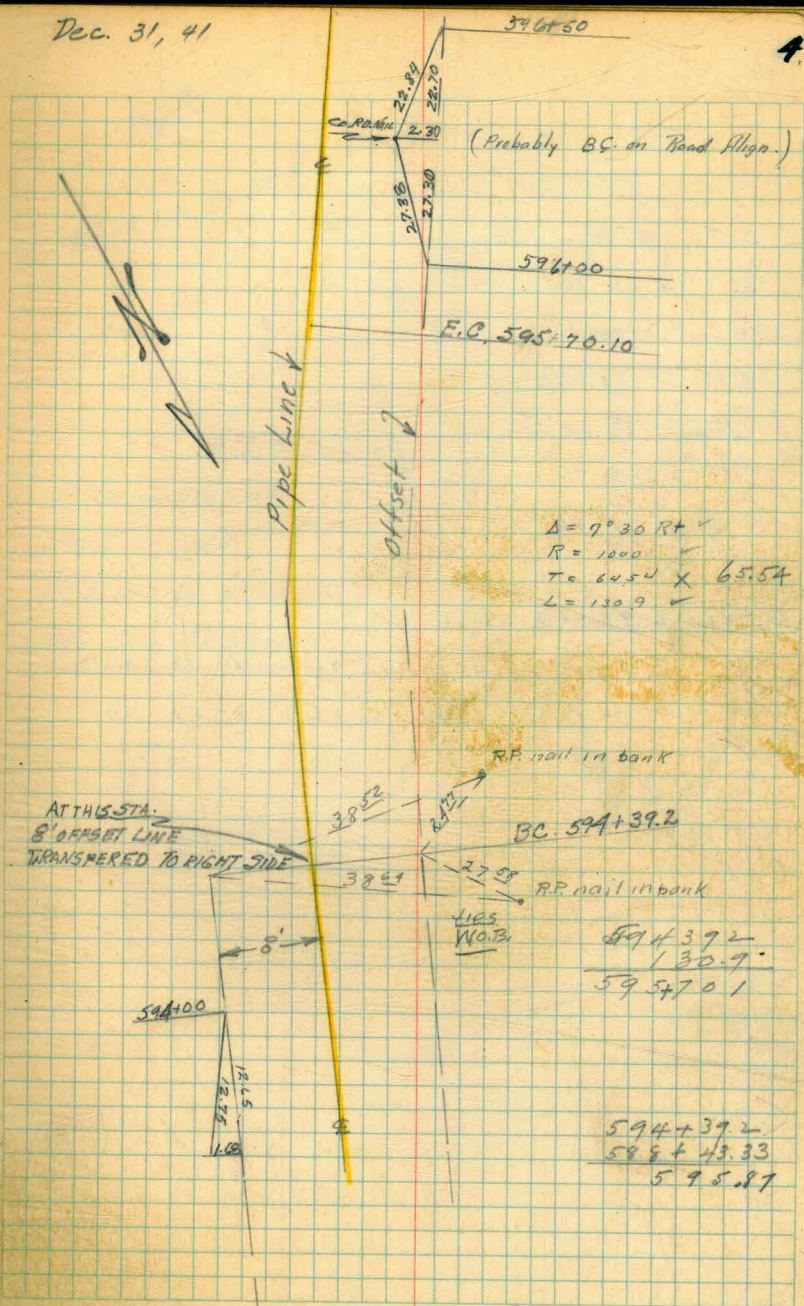 Dec. 31, 41
4.
596+50
22.84
22.70
CO.RD.NAIL
2.30
(Probably BC. on Road Align.)
℄
27.38
27.30
596+00
E.C. 595+70.10
Pipe Line
offset
Δ = 7° 30 Rt ✓
R = 1000 ✓
T = 64.54 X 65.54
L = 130.9 ✓
R.P. nail in bank
38 52
AT THIS STA.
8' OFFSET LINE
TRANSFERED TO RIGHT SIDE
BC. 594+39.2
38 64
27 58
R.P. nail in bank
ties
W.O.B.
8'
594 39 2
130.9
595+70 1
594+00
12.75
12.65
1.68
℄
594+39.2
588+43.33
595.87